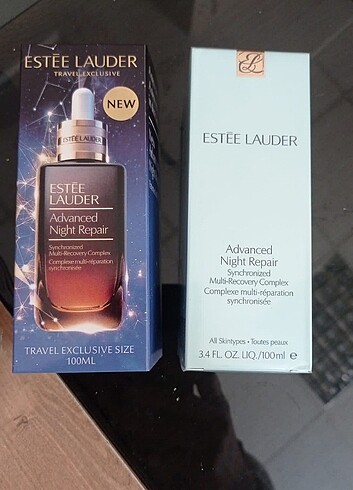 ESTĒE LAUDER
TRAVEL EXCLUSIVE
NEW
ESTĒE LAUDER
ESTĒE
LAUDER
Advanced
Night Repair
Synchronized
Multi-Recovery Complex
Complexe multi-réparation
synchronisée
TRAVEL EXCLUSIVE SIZE
100ML
EL
ESTĒE LAUDER
Advanced
Night Repair
Synchronized
Multi-Recovery Complex
Complexe multi-réparation
synchronisée
All Skintypes • Toutes peaux
3.4 FL. OZ. LIQ./100 ml ℮